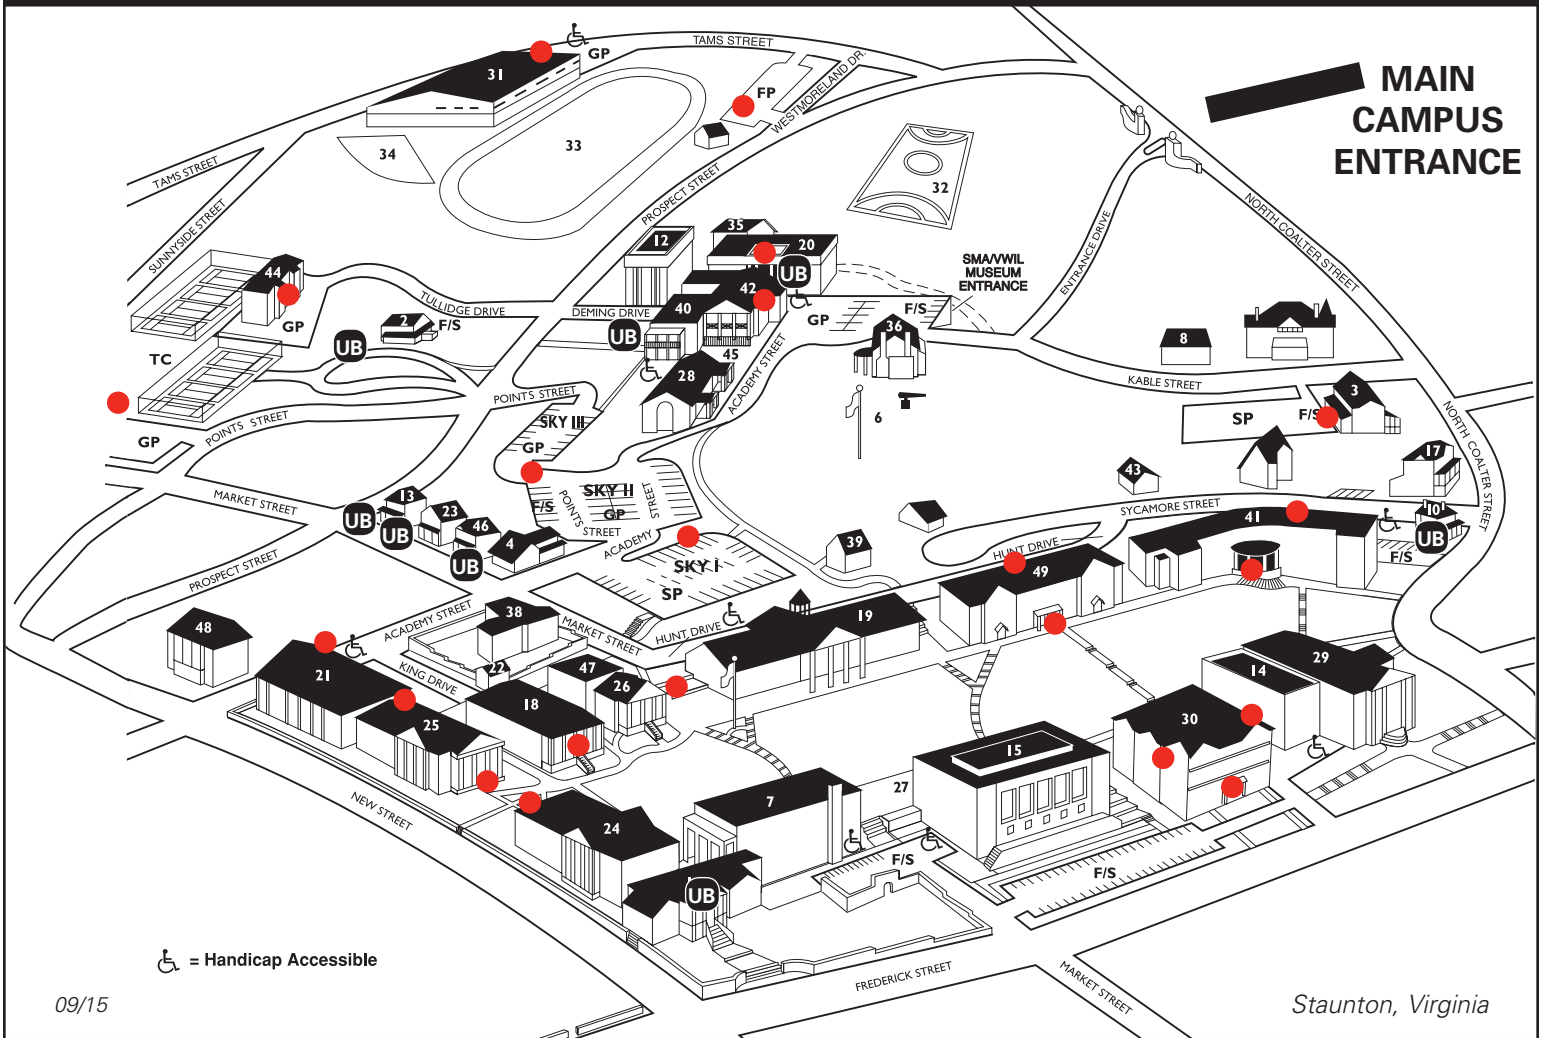 MAIN
CAMPUS
ENTRANCE
TAMS STREET
GP
31
FP
WESTMORELAND DR.
33
34
32
TAMS STREET
SUNNYSIDE STREET
PROSPECT STREET
NORTH COALTER STREET
ENTRANCE DRIVE
35
12
20
UB
SMA/VWIL
MUSEUM
ENTRANCE
44
42
TULLIDGE DRIVE
DEMING DRIVE
40
GP
F/S
GP
2
F/S
UB
UB
36
8
TC
45
28
ACADEMY STREET
KABLE STREET
3
POINTS STREET
F/S
SP
NORTH COALTER STREET
6
SKY III
GP
POINTS STREET
GP
17
43
MARKET STREET
13
23
46
4
UB
UB
UB
SKY II
F/S
GP
POINTS
STREET
ACADEMY
STREET
SYCAMORE STREET
41
10
UB
F/S
HUNT DRIVE
39
49
SKY I
SP
PROSPECT STREET
ACADEMY STREET
38
MARKET STREET
HUNT DRIVE
19
48
22
47
26
KING DRIVE
21
18
25
29
14
30
15
27
7
24
NEW STREET
F/S
F/S
UB
FREDERICK STREET
MARKET STREET
= Handicap Accessible
09/15
Staunton, Virginia